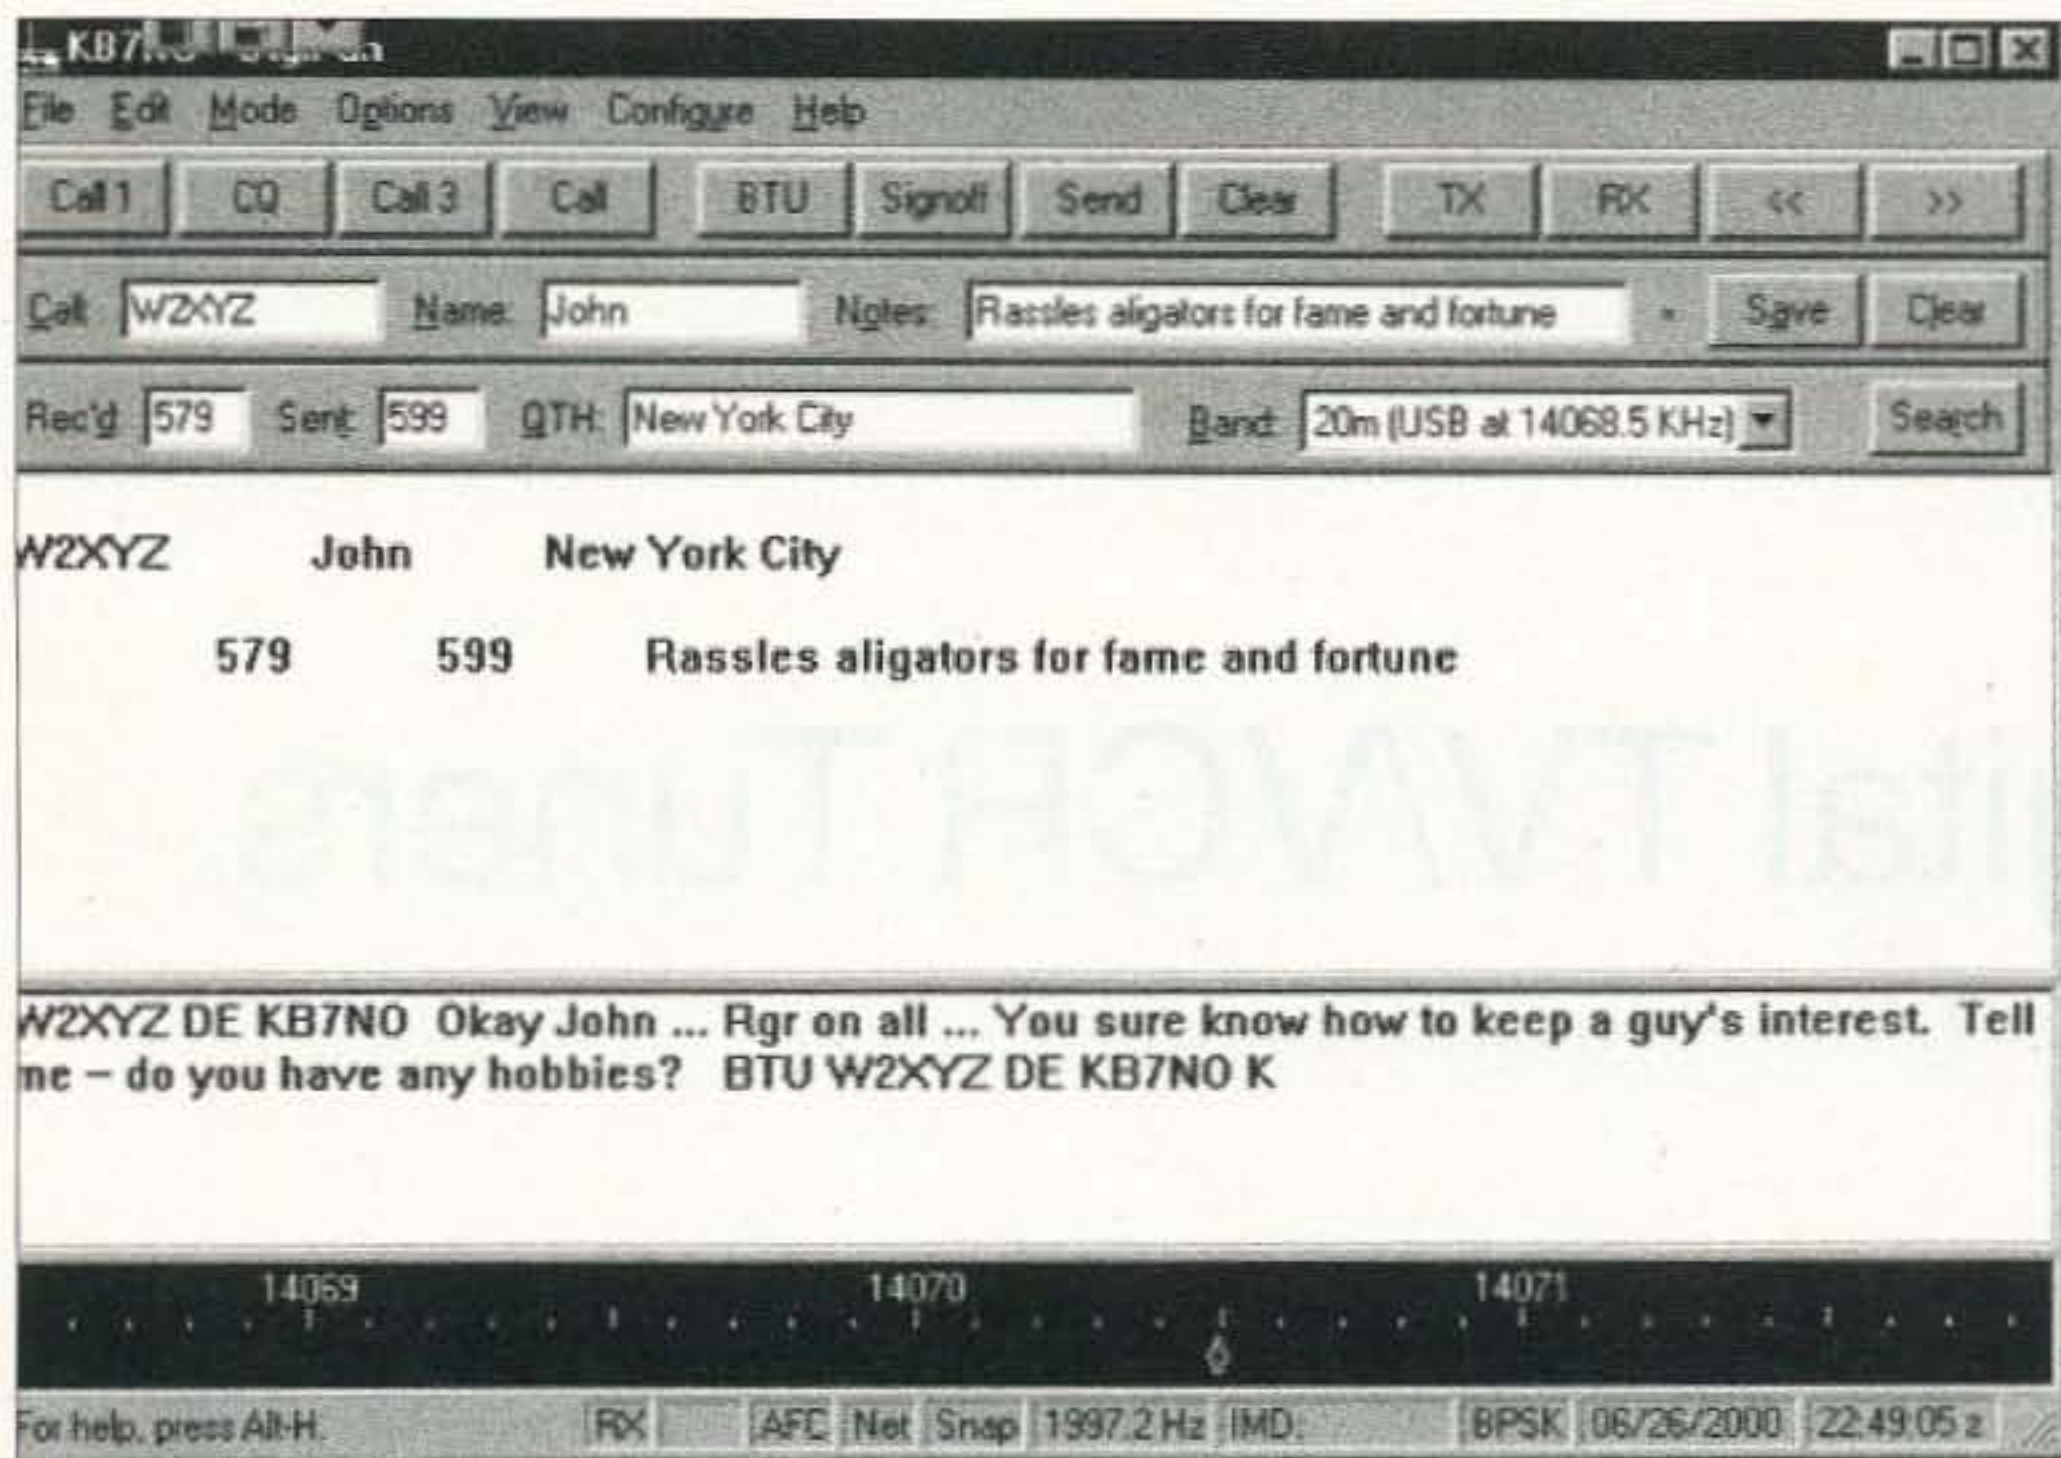 KB7NO
File Edit Mode Options View Configure Help
Call 1 CQ Call 3 Call BTU Signoff Send Clear TX RX << >>
Call: W2XYZ Name: John Notes: Rassles aligators for fame and fortune Save Clear
Rec'd 579 Sent: 599 QTH: New York City Band: 20m (USB at 14068.5 KHz) Search
W2XYZ John New York City
579 599 Rassles aligators for fame and fortune
W2XYZ DE KB7NO Okay John ... Rgr on all ... You sure know how to keep a guy's interest. Tell
me – do you have any hobbies? BTU W2XYZ DE KB7NO K
14069 14070 14071
For help, press Alt-H. RX AFC Net Snap 1997.2 Hz IMD: BPSK 06/26/2000 22:49:05 z